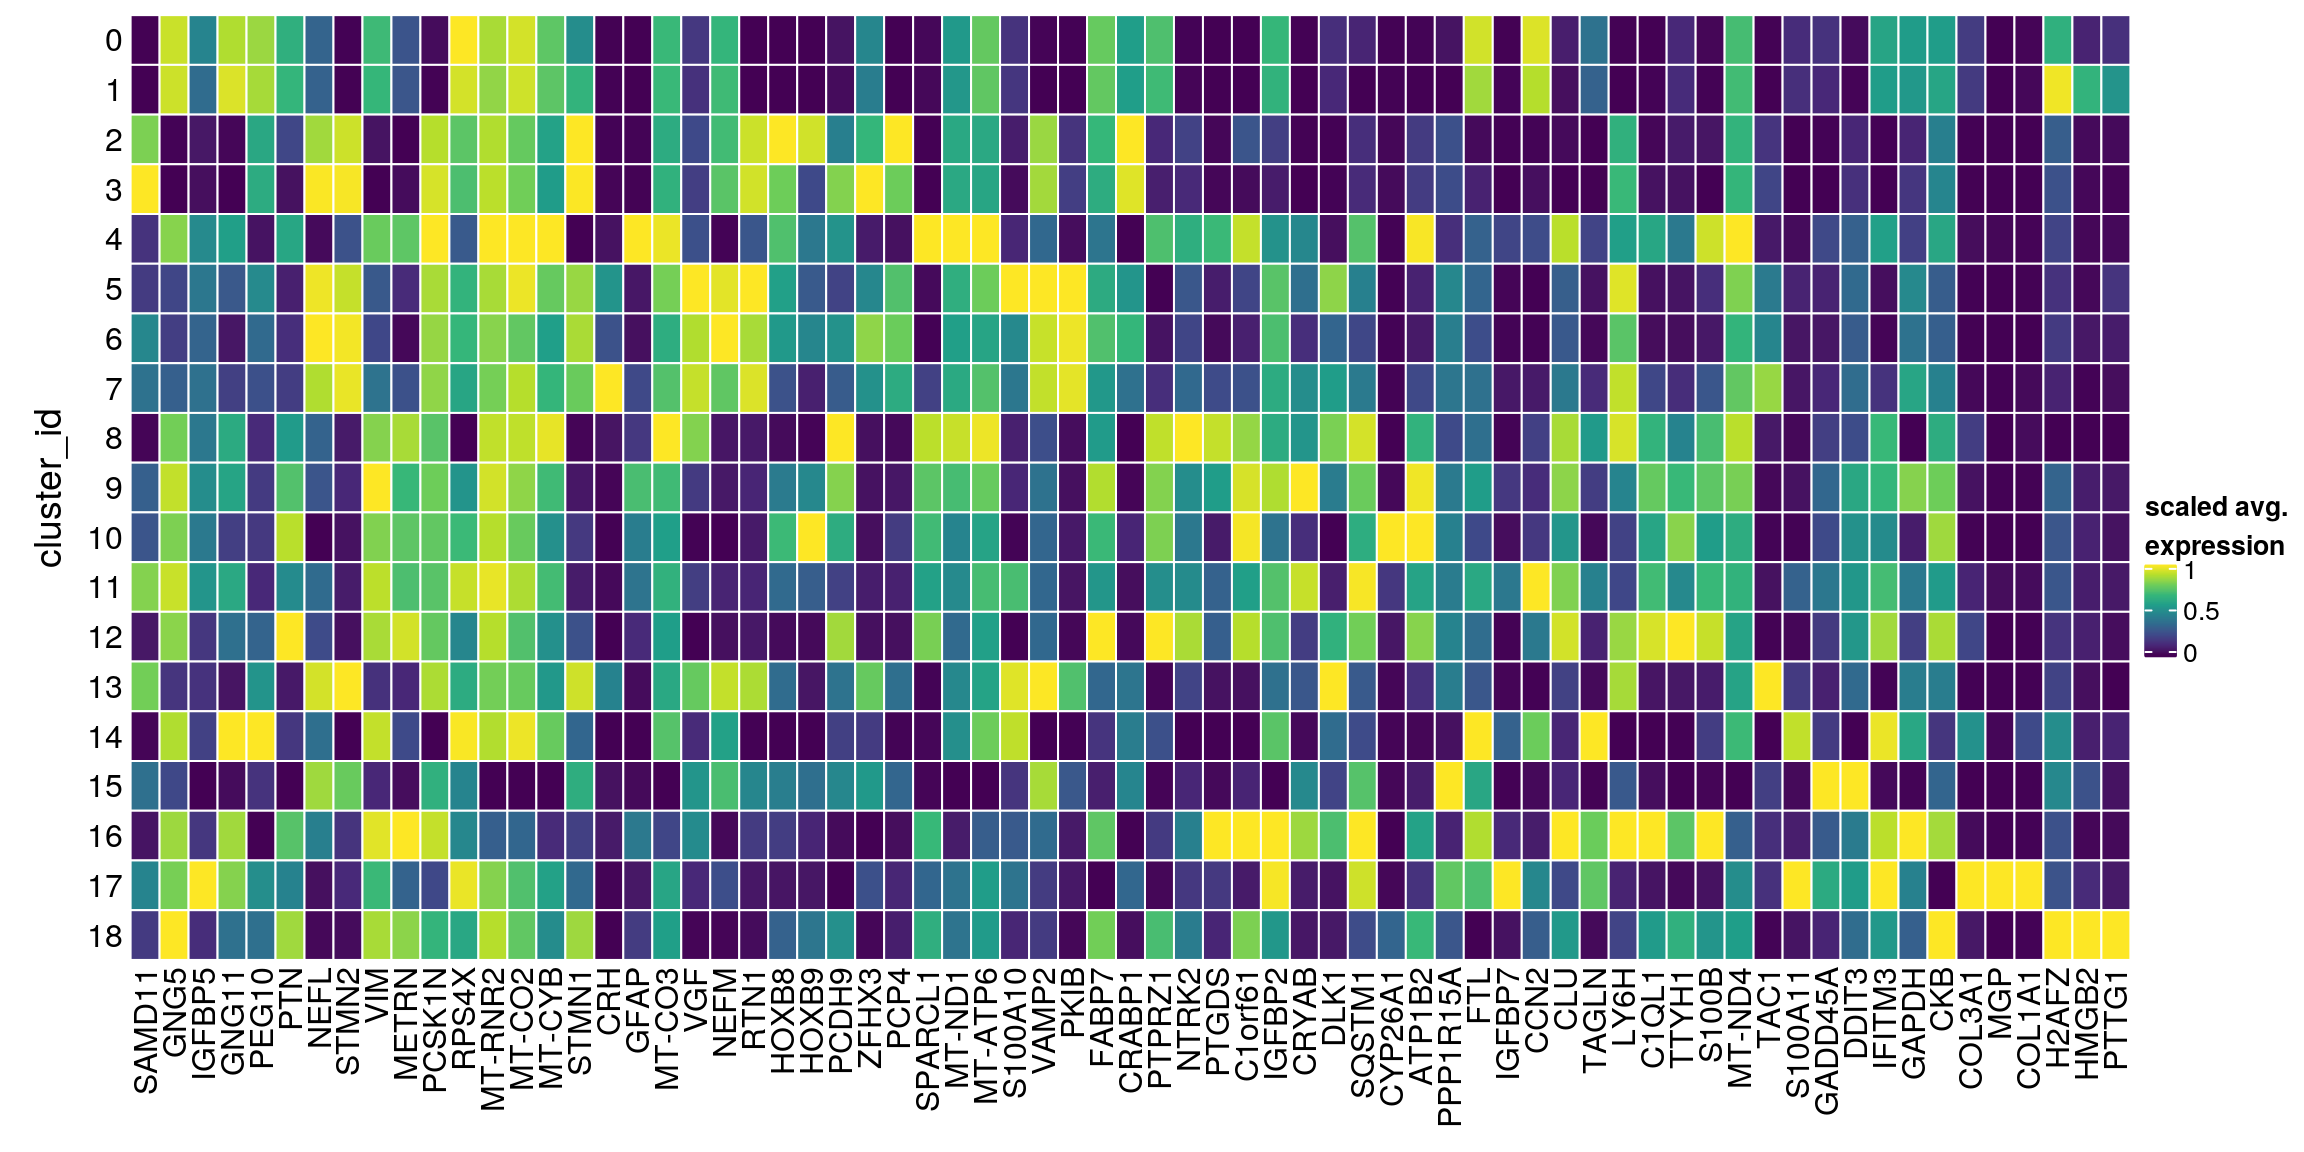 cluster_id
0
1
2
3
4
5
6
7
8
9
10
11
12
13
14
15
16
17
18
SAMD11
GNG5
IGFBP5
GNG11
PEG10
PTN
NEFL
STMN2
VIM
METRN
PCSK1N
RPS4X
MT-RNR2
MT-CO2
MT-CYB
STMN1
CRH
GFAP
MT-CO3
VGF
NEFM
RTN1
HOXB8
HOXB9
PCDH9
ZFHX3
PCP4
SPARCL1
MT-ND1
MT-ATP6
S100A10
VAMP2
PKIB
FABP7
CRABP1
PTPRZ1
NTRK2
PTGDS
C1orf61
IGFBP2
CRYAB
DLK1
SQSTM1
CYP26A1
ATP1B2
PPP1R15A
FTL
IGFBP7
CCN2
CLU
TAGLN
LY6H
C1QL1
TTYH1
S100B
MT-ND4
TAC1
S100A11
GADD45A
DDIT3
IFITM3
GAPDH
CKB
COL3A1
MGP
COL1A1
H2AFZ
HMGB2
PTTG1
scaled avg.
expression
1
0.5
0